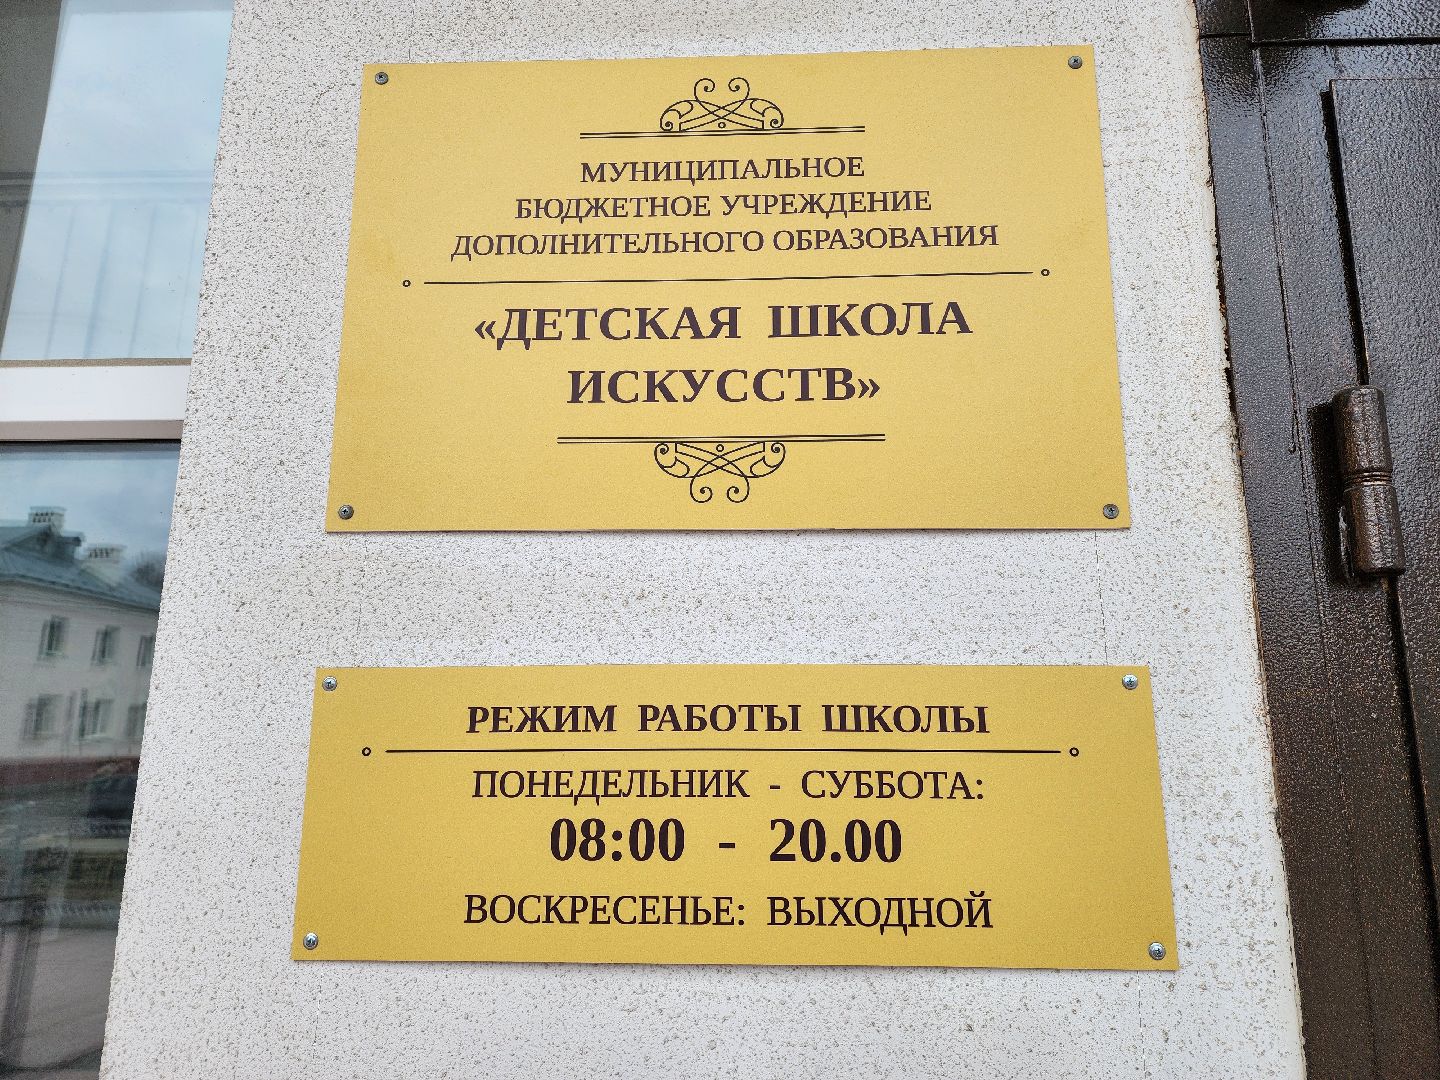 МУНИЦИПАЛЬНОЕ
БЮДЖЕТНОЕ УЧРЕЖДЕНИЕ
ДОПОЛНИТЕЛЬНОГО ОБРАЗОВАНИЯ
«ДЕТСКАЯ ШКОЛА
ИСКУССТВ»
РЕЖИМ РАБОТЫ ШКОЛЫ
ПОНЕДЕЛЬНИК - СУББОТА:
08:00 - 20.00
ВОСКРЕСЕНЬЕ: ВЫХОДНОЙ